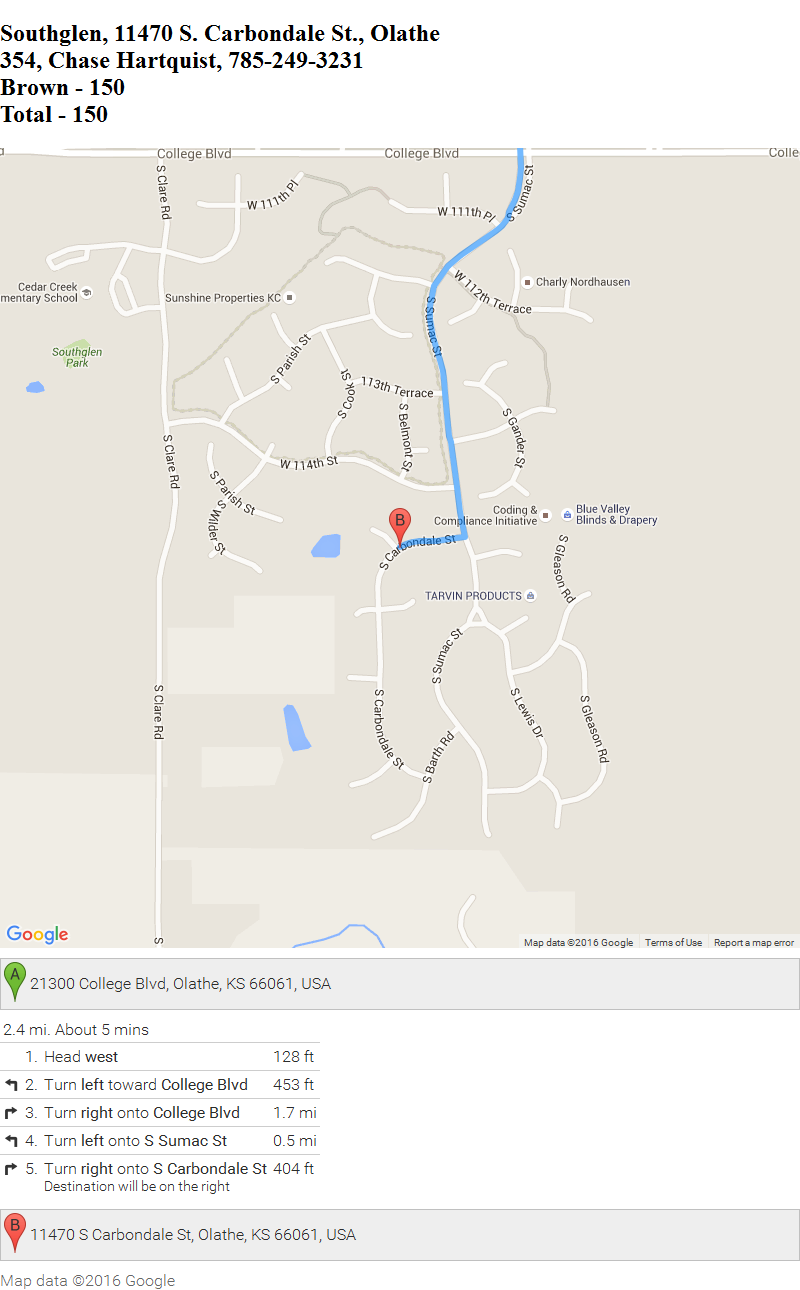 Southglen, 11470 S. Carbondale St., Olathe
354, Chase Hartquist, 785-249-3231
Brown - 150
Total - 150
College Blvd
College Blvd
Colle
S Clare Rd
W 111th Pl
W 111th Pl
S Sumac St
Cedar Creek
mentary School
Sunshine Properties KC
W 112th Terrace
Charly Nordhausen
S Sumac St
Southglen
Park
S Parish St
S Cook St
113th Terrace
S Belmont St
S Gander St
S Clare Rd
W 114th St
S Parish St
S Wilder St
Coding &
Compliance Initiative
Blue Valley
Blinds & Drapery
B
S Carbondale St
S Gleason Rd
TARVIN PRODUCTS
S Sumac St
S Clare Rd
S Carbondale St
S Barth Rd
S Lewis Dr
S Gleason Rd
S
Google
Map data ©2016 Google
Terms of Use
Report a map error
A
21300 College Blvd, Olathe, KS 66061, USA
2.4 mi. About 5 mins
1. Head west 128 ft
2. Turn left toward College Blvd 453 ft
3. Turn right onto College Blvd 1.7 mi
4. Turn left onto S Sumac St 0.5 mi
5. Turn right onto S Carbondale St 404 ft
Destination will be on the right
B
11470 S Carbondale St, Olathe, KS 66061, USA
Map data ©2016 Google